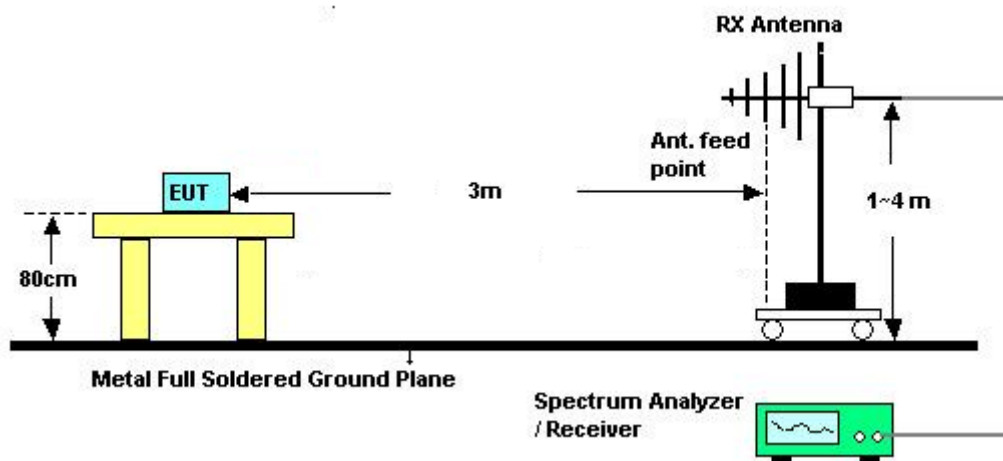 RX Antenna
Ant. feed
point
EUT
3m
1~4 m
80cm
Metal Full Soldered Ground Plane
Spectrum Analyzer
/ Receiver